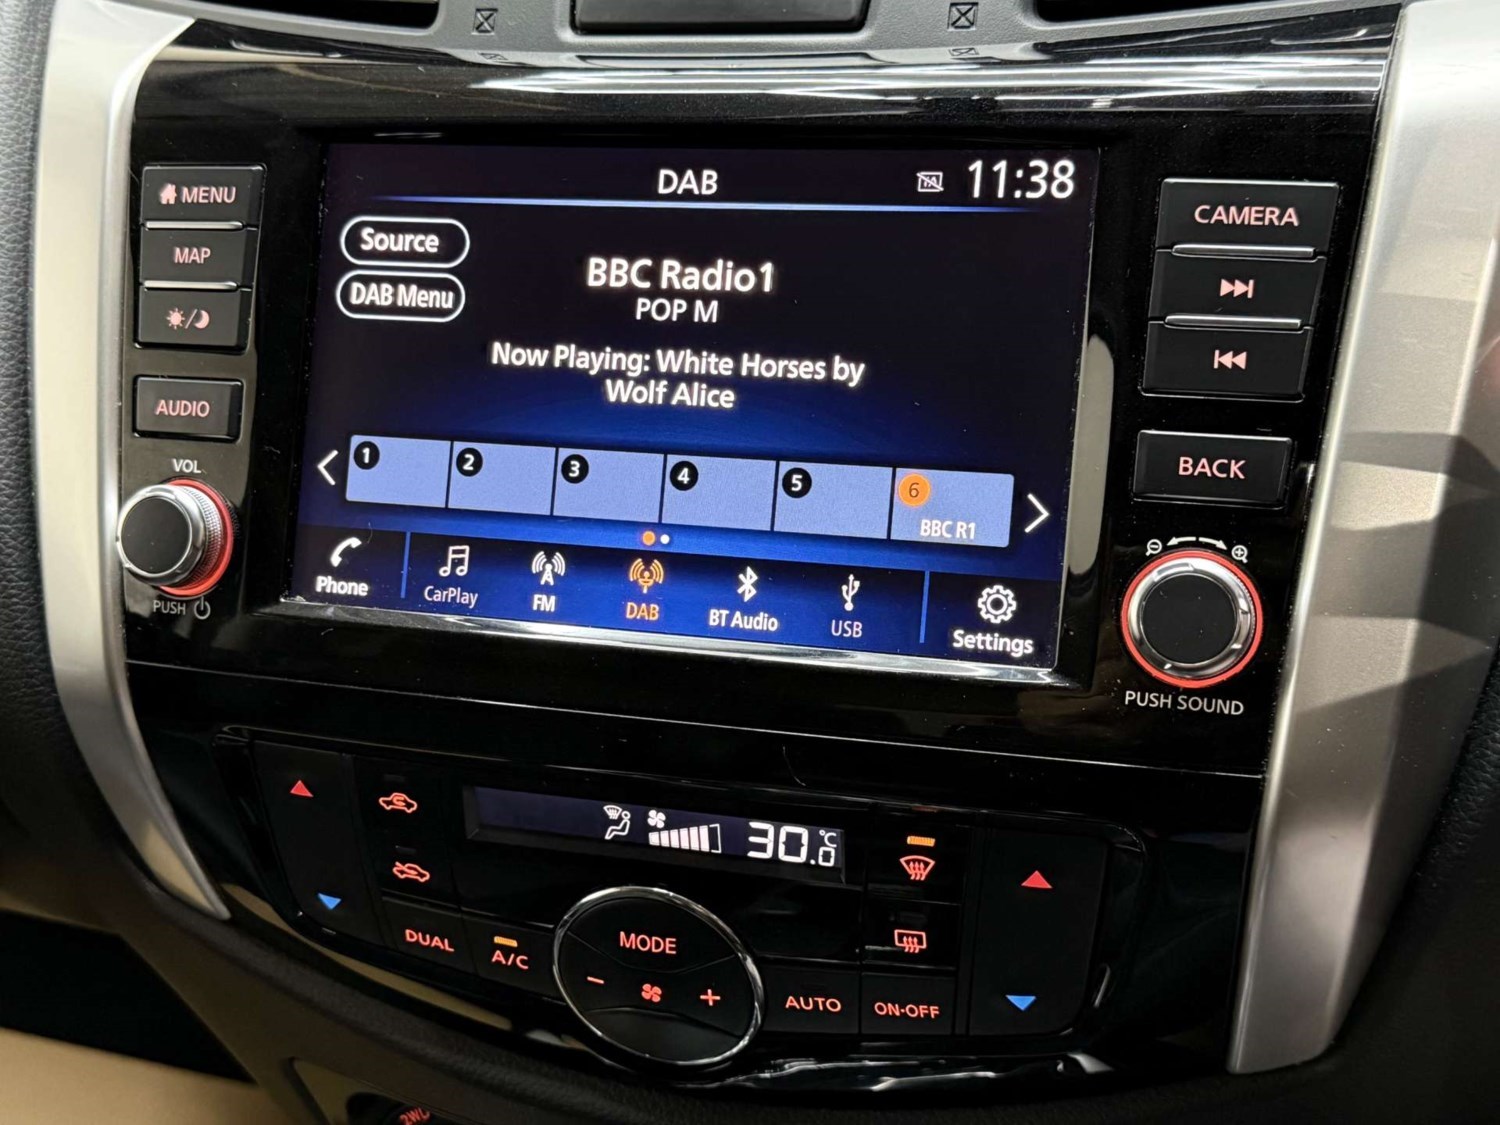 MENU
MAP
AUDIO
VOL
PUSH
DAB
TA
11:38
Source
DAB Menu
BBC Radio1
POP M
Now Playing: White Horses by
Wolf Alice
1 2 3 4 5 6
BBC R1
Phone
CarPlay
FM
DAB
BT Audio
USB
Settings
CAMERA
BACK
PUSH SOUND
30.0 °C
DUAL
A/C
MODE
- +
AUTO
ON·OFF
2WD